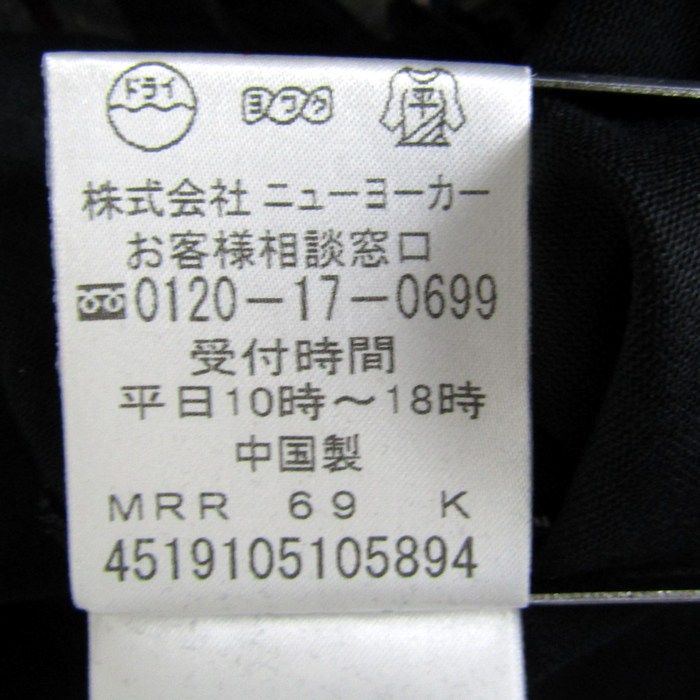 ドライ ヨワク 平
株式会社 ニューヨーカー
お客様相談窓口
0120-17-0699
受付時間
平日10時～18時
中国製
MRR 69 K
4519105105894